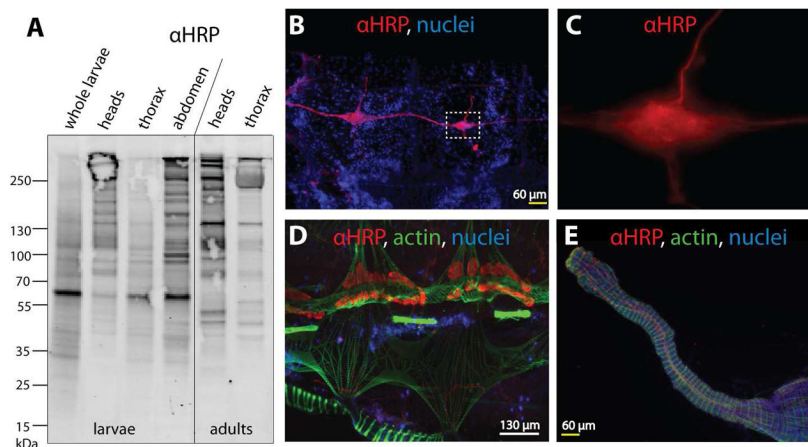 A
αHRP
whole larvae
heads
thorax
abdomen
heads
thorax
250
130
100
70
55
35
25
15
kDa
larvae
adults
B
αHRP, nuclei
60 µm
C
αHRP
D
αHRP, actin, nuclei
130 µm
E
αHRP, actin, nuclei
60 µm